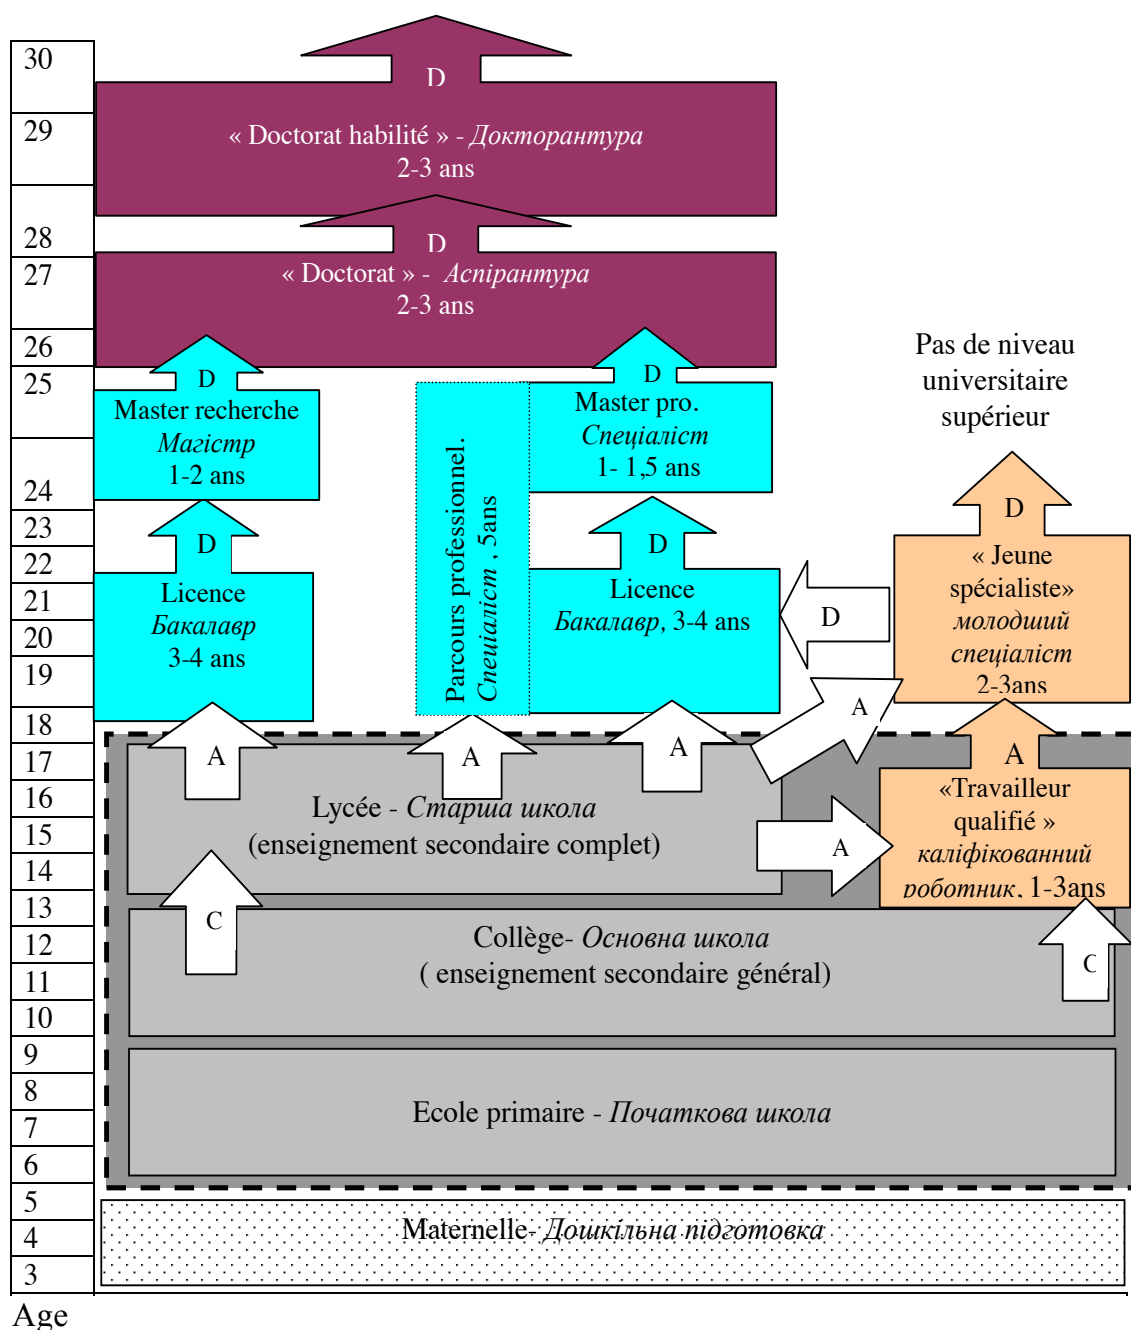 30
29
28
27
26
25
24
23
22
21
20
19
18
17
16
15
14
13
12
11
10
9
8
7
6
5
4
3
Age
D
« Doctorat habilité » - Докторантура
2-3 ans
D
« Doctorat » - Аспірантура
2-3 ans
D
Master recherche
Магістр
1-2 ans
D
Licence
Бакалавр
3-4 ans
A
Parcours professionnel.
Спеціаліст , 5ans
A
D
Master pro.
Спеціаліст
1- 1,5 ans
D
Licence
Бакалавр, 3-4 ans
A
Pas de niveau
universitaire
supérieur
D
« Jeune
spécialiste»
молодший
спеціаліст
2-3ans
D
A
A
«Travailleur
qualifié »
каліфікованний
роботник, 1-3ans
A
Lycée - Старша школа
(enseignement secondaire complet)
C
C
Collège- Основна школа
( enseignement secondaire général)
Ecole primaire - Початкова школа
Maternelle- Дошкільна підготовка